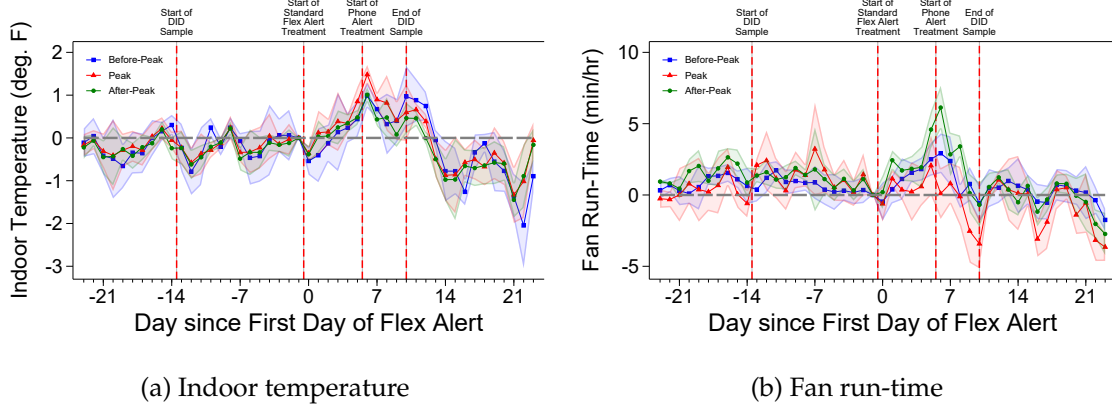 Start of
DID
Sample
Start of
Standard
Flex Alert
Treatment
Start of
Phone
Alert
Treatment
End of
DID
Sample
Indoor Temperature (deg. F)
2
1
0
-1
-2
-3
Before-Peak
Peak
After-Peak
-21 -14 -7 0 7 14 21
Day since First Day of Flex Alert
(a) Indoor temperature
Start of
DID
Sample
Start of
Standard
Flex Alert
Treatment
Start of
Phone
Alert
Treatment
End of
DID
Sample
Fan Run-Time (min/hr)
10
5
0
-5
Before-Peak
Peak
After-Peak
-21 -14 -7 0 7 14 21
Day since First Day of Flex Alert
(b) Fan run-time